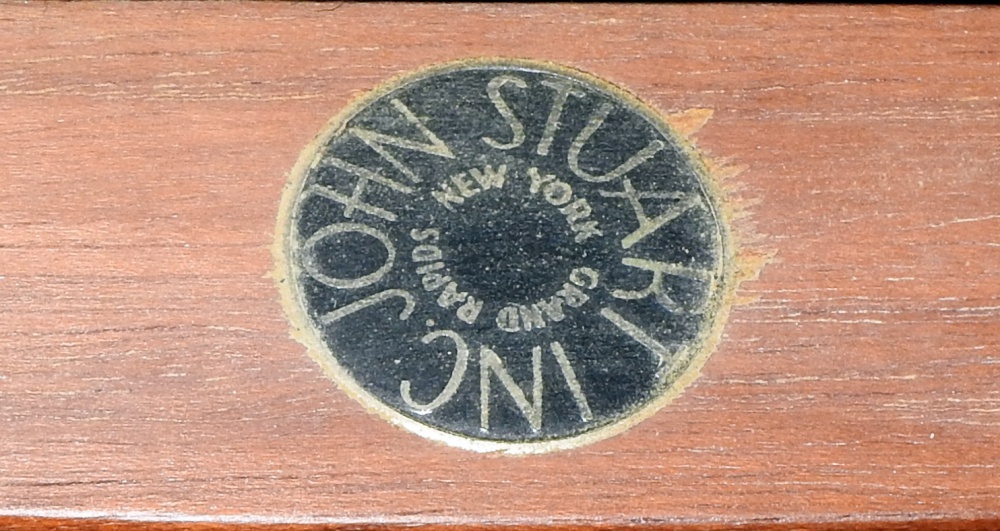 JOHN STUART INC.
NEW YORK GRAND RAPIDS